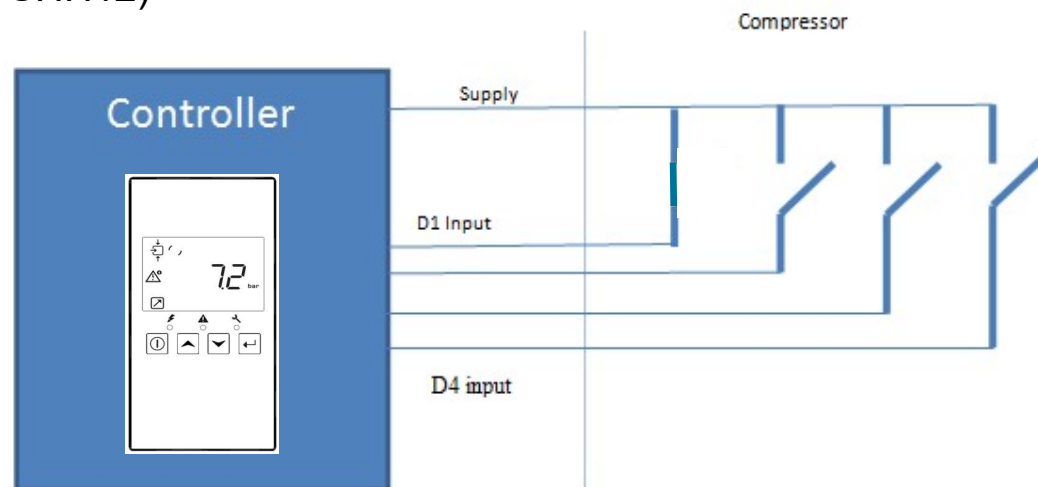 Compressor
Controller
Supply
D1 Input
7.2
bar
D4 input